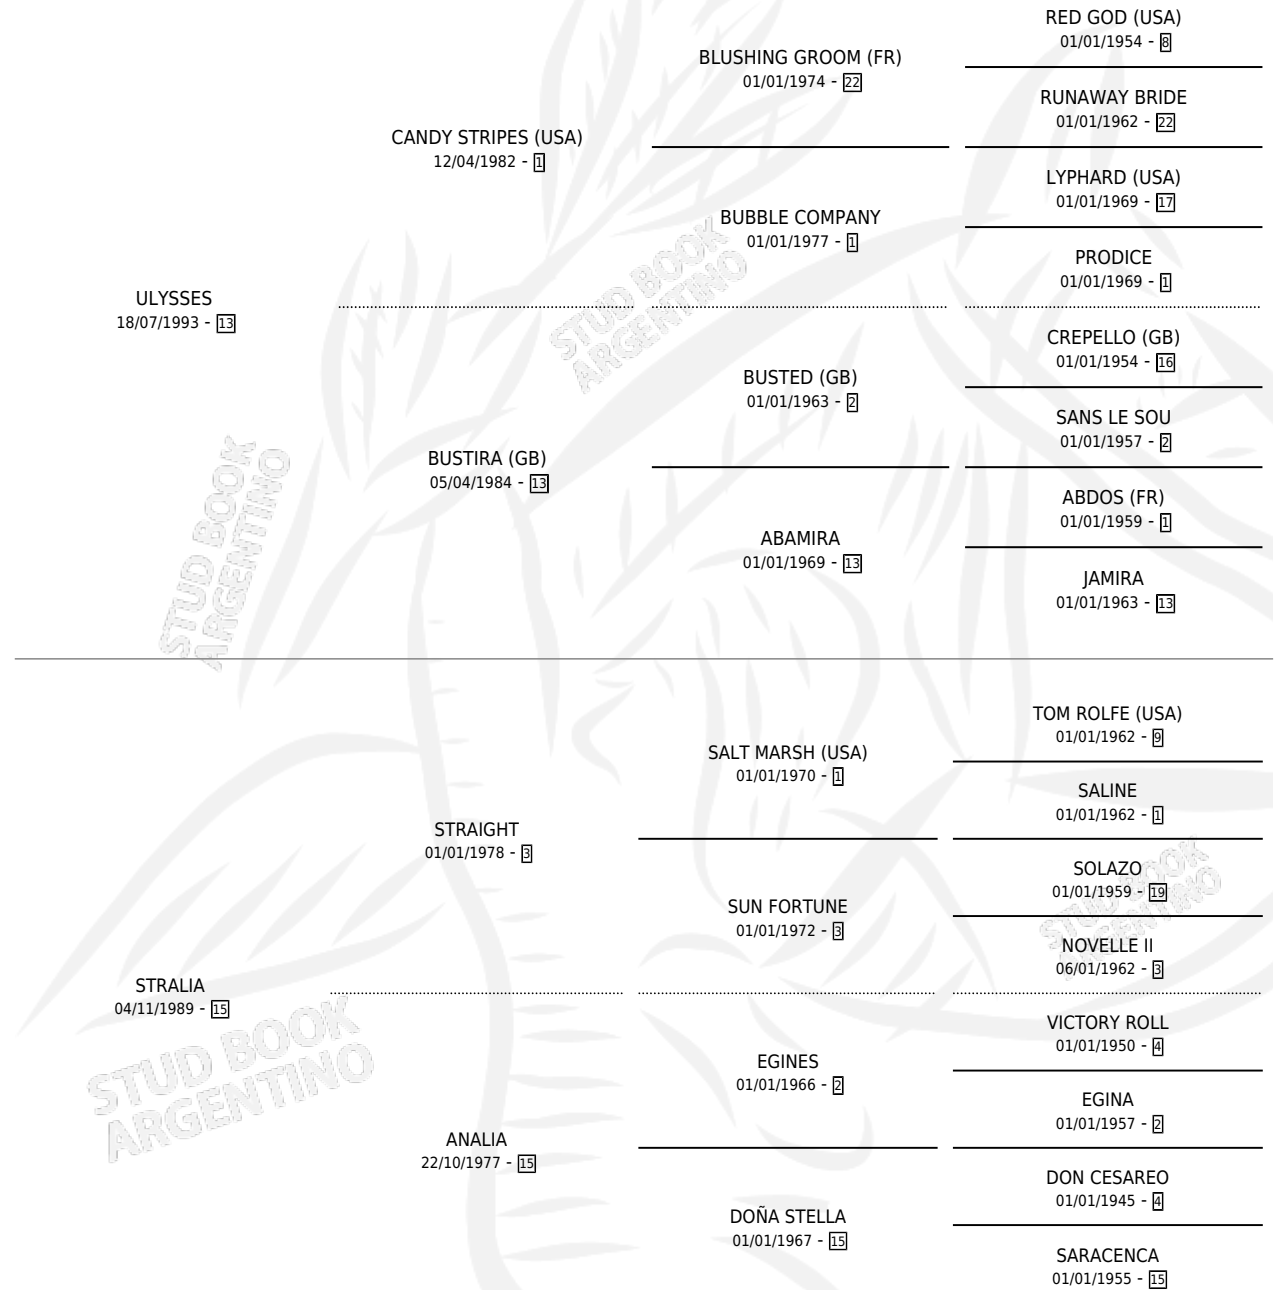 RED GOD (USA)
01/01/1954 - 8
BLUSHING GROOM (FR)
01/01/1974 - 22
RUNAWAY BRIDE
01/01/1962 - 22
CANDY STRIPES (USA)
12/04/1982 - 1
LYPHARD (USA)
01/01/1969 - 17
BUBBLE COMPANY
01/01/1977 - 1
PRODICE
01/01/1969 - 1
ULYSSES
18/07/1993 - 13
CREPELLO (GB)
01/01/1954 - 16
BUSTED (GB)
01/01/1963 - 2
SANS LE SOU
01/01/1957 - 2
BUSTIRA (GB)
05/04/1984 - 13
ABDOS (FR)
01/01/1959 - 1
ABAMIRA
01/01/1969 - 13
JAMIRA
01/01/1963 - 13
STUD BOOK
ARGENTINO
STUD BOOK
ARGENTINO
TOM ROLFE (USA)
01/01/1962 - 9
SALT MARSH (USA)
01/01/1970 - 1
SALINE
01/01/1962 - 1
STRAIGHT
01/01/1978 - 3
SOLAZO
01/01/1959 - 19
SUN FORTUNE
01/01/1972 - 3
NOVELLE II
06/01/1962 - 3
STRALIA
04/11/1989 - 15
VICTORY ROLL
01/01/1950 - 4
EGINES
01/01/1966 - 2
EGINA
01/01/1957 - 2
ANALIA
22/10/1977 - 15
DON CESAREO
01/01/1945 - 4
DOÑA STELLA
01/01/1967 - 15
SARACENCA
01/01/1955 - 15
STUD BOOK
ARGENTINO
STUD BOOK
ARGENTINO